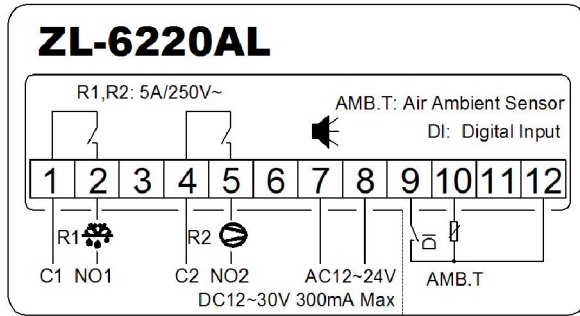 ZL-6220AL
R1,R2: 5A/250V~
AMB.T: Air Ambient Sensor
DI: Digital Input
1 2 3 4 5 6 7 8 9 10 11 12
R1 R2 DI
C1 NO1 C2 NO2 AC12~24V AMB.T
DC12~30V 300mA Max